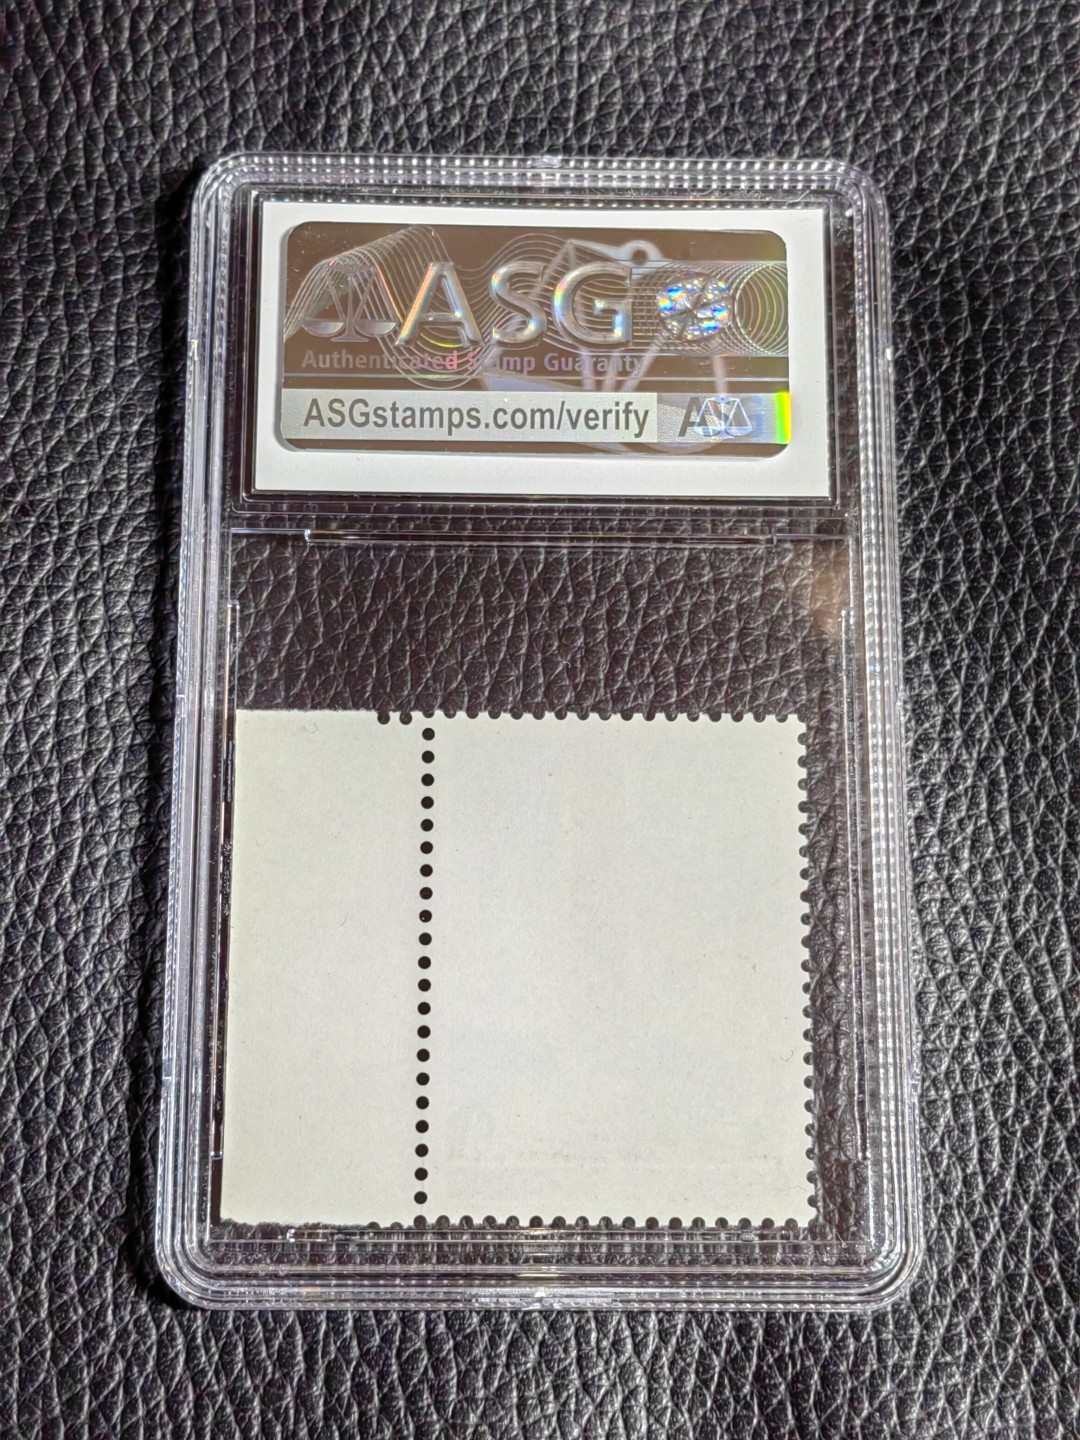 ASG
Authenticated Stamp Guaranty
ASGstamps.com/verify